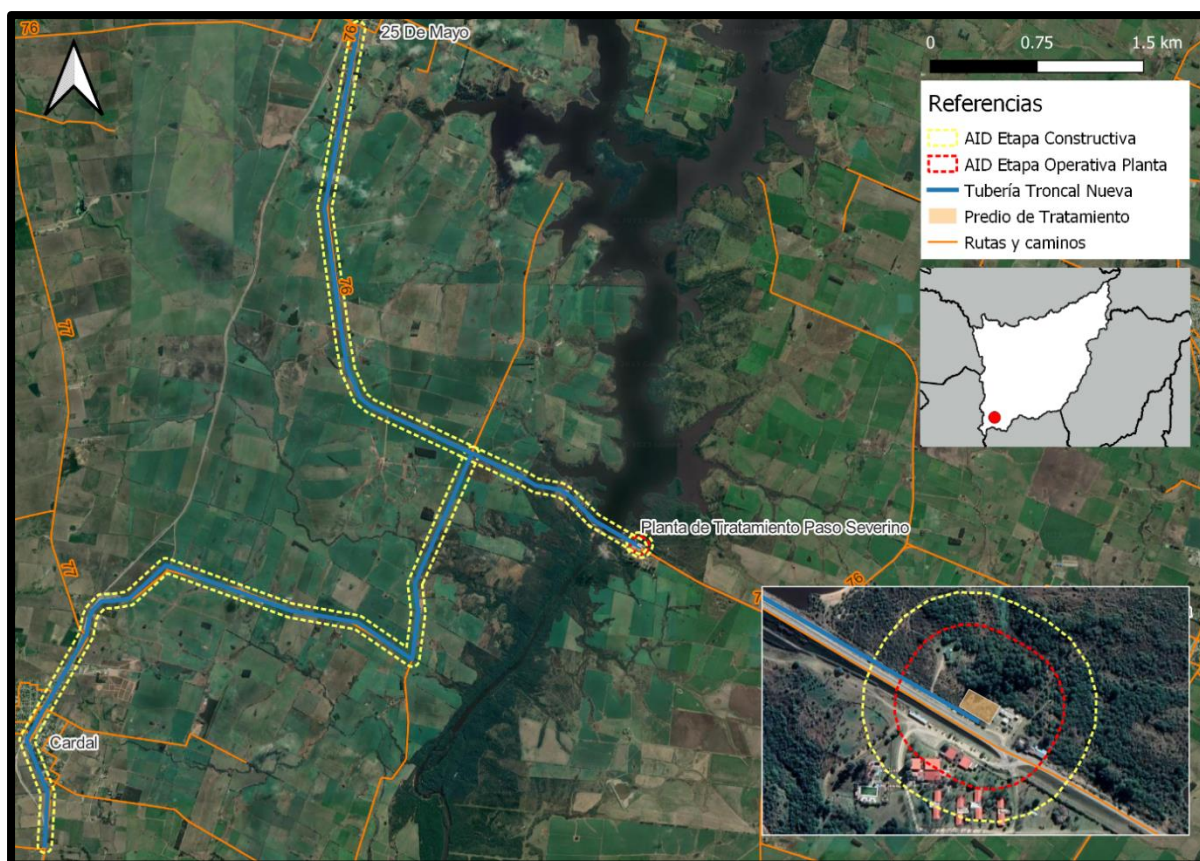 76
76
25 De Mayo
0
0.75
1.5 km
Referencias
AID Etapa Constructiva
AID Etapa Operativa Planta
Tubería Troncal Nueva
Predio de Tratamiento
Rutas y caminos
76
77
Planta de Tratamiento Paso Severino
77
76
Cardal